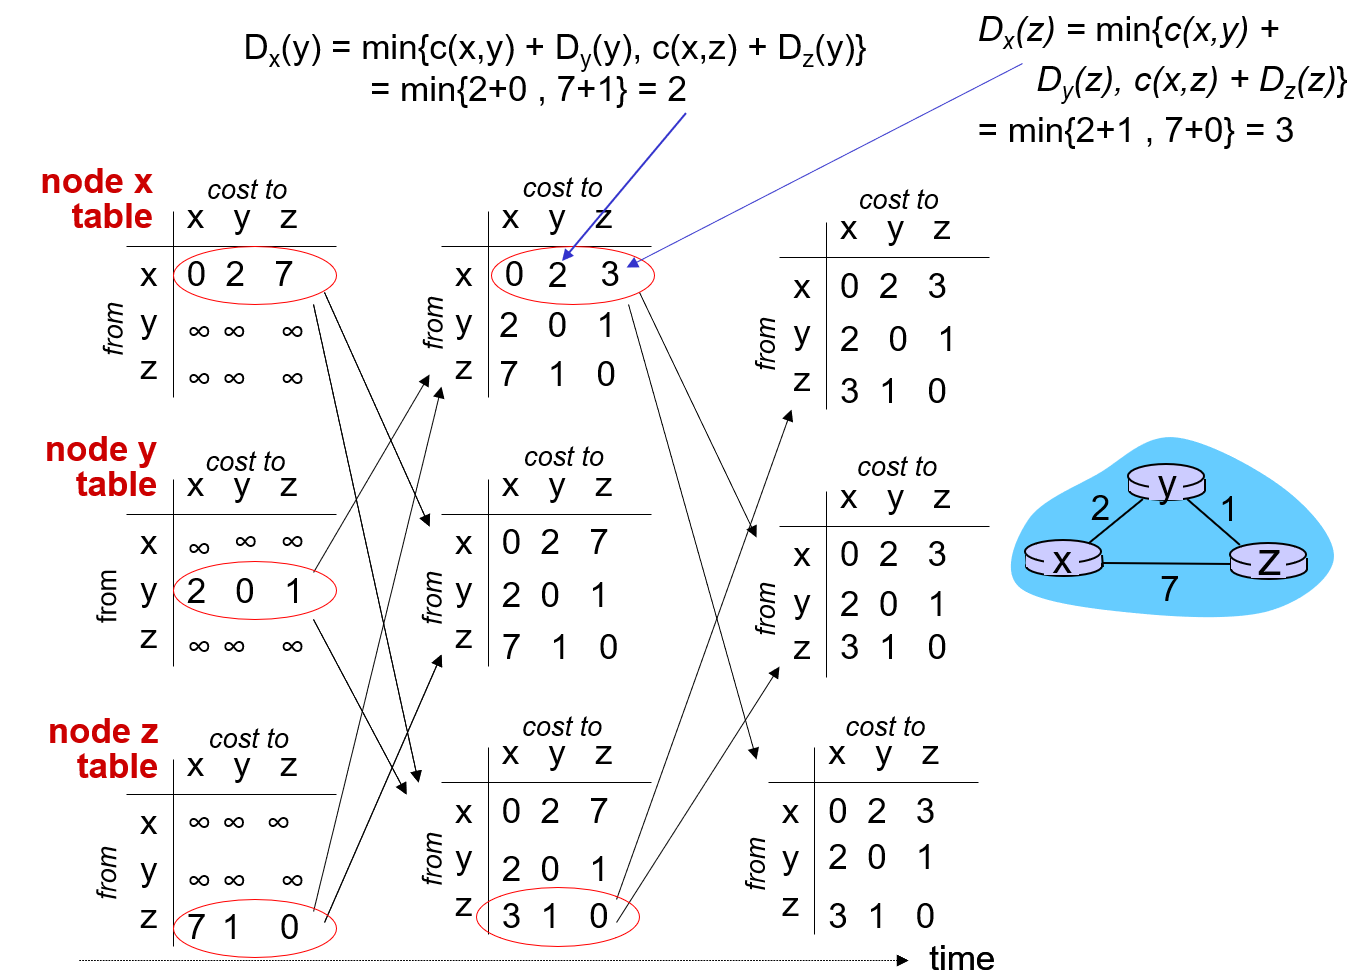 D_x(y) = min{c(x,y) + D_y(y), c(x,z) + D_z(y)}
= min{2+0 , 7+1} = 2
D_x(z) = min{c(x,y) +
D_y(z), c(x,z) + D_z(z)}
= min{2+1 , 7+0} = 3
node x
table
cost to
x y z
from
x 0 2 7
y ∞ ∞ ∞
z ∞ ∞ ∞
cost to
x y z
from
x 0 2 3
y 2 0 1
z 7 1 0
cost to
x y z
from
x 0 2 3
y 2 0 1
z 3 1 0
node y
table
cost to
x y z
from
x ∞ ∞ ∞
y 2 0 1
z ∞ ∞ ∞
cost to
x y z
from
x 0 2 7
y 2 0 1
z 7 1 0
cost to
x y z
from
x 0 2 3
y 2 0 1
z 3 1 0
y
2
1
x
z
7
node z
table
cost to
x y z
from
x ∞ ∞ ∞
y ∞ ∞ ∞
z 7 1 0
cost to
x y z
from
x 0 2 7
y 2 0 1
z 3 1 0
cost to
x y z
from
x 0 2 3
y 2 0 1
z 3 1 0
time